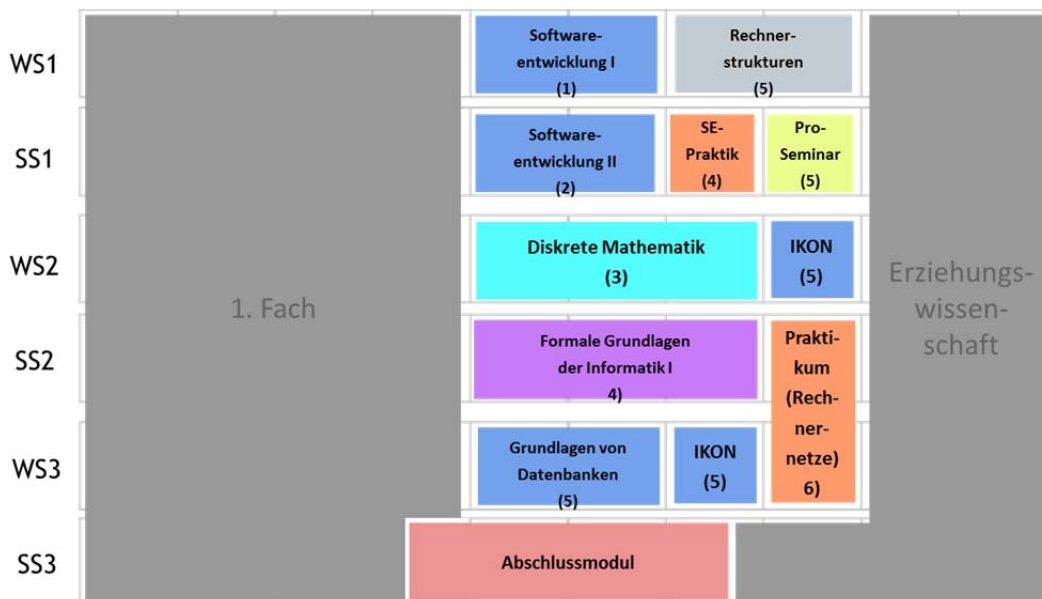 WS1
Software-
entwicklung I
(1)
Rechner-
strukturen
(5)
SS1
Software-
entwicklung II
(2)
SE-
Praktik
(4)
Pro-
Seminar
(5)
WS2
Diskrete Mathematik
(3)
IKON
(5)
1. Fach
Erziehungs-
wissen-
schaft
SS2
Formale Grundlagen
der Informatik I
4)
Prakti-
kum
(Rech-
ner-
netze)
6)
WS3
Grundlagen von
Datenbanken
(5)
IKON
(5)
SS3
Abschlussmodul